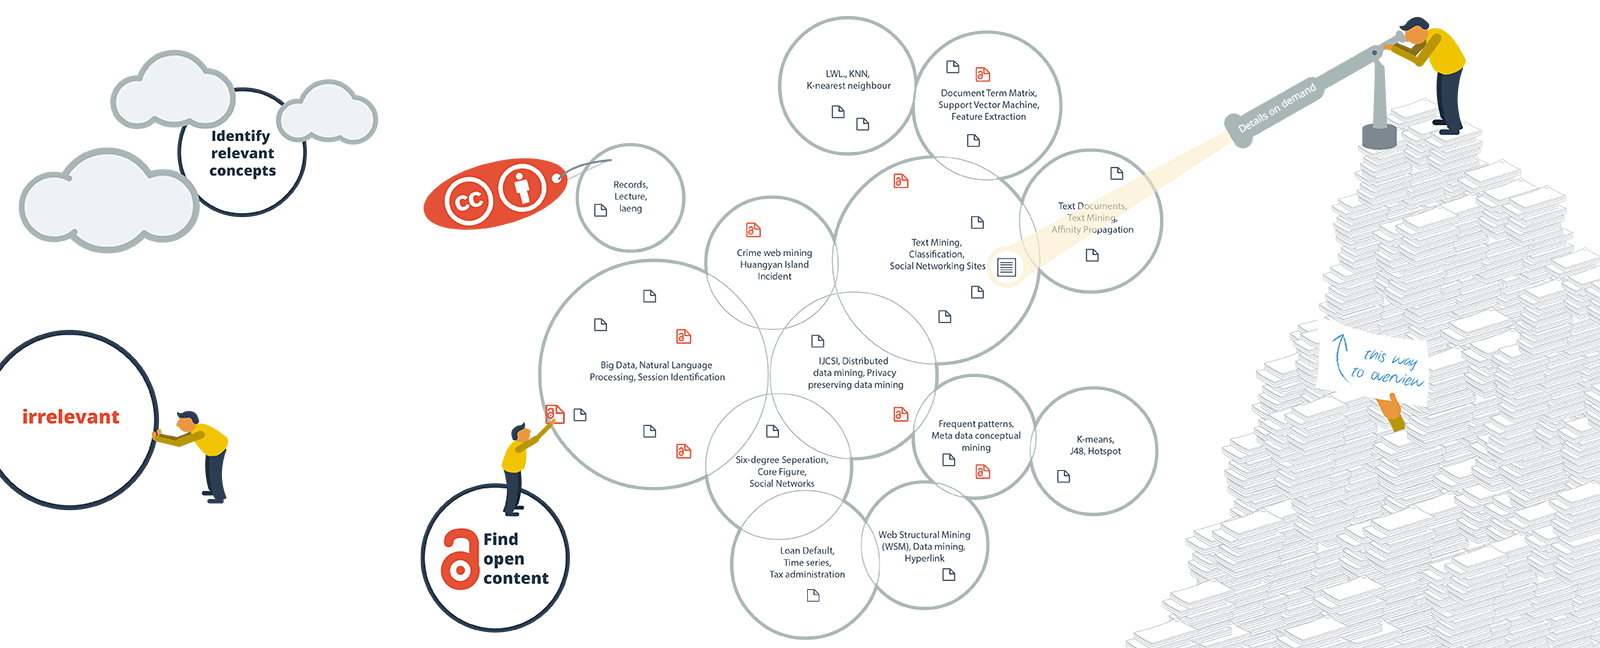 Identify
relevant
concepts
irrelevant
CC
Records,
Lecture,
laeng
Find
open
content
LWL., KNN,
K-nearest neighbour
Document Term Matrix,
Support Vector Machine,
Feature Extraction
Crime web mining
Huangyan Island
Incident
Text Mining,
Classification,
Social Networking Sites
Text Documents,
Text Mining,
Affinity Propagation
Big Data, Natural Language
Processing, Session Identification
IJCSI, Distributed
data mining, Privacy
preserving data mining
Frequent patterns,
Meta data conceptual
mining
K-means,
J48, Hotspot
Six-degree Seperation,
Core Figure,
Social Networks
Web Structural Mining
(WSM), Data mining,
Hyperlink
Loan Default,
Time series,
Tax administration
Details on demand
this way
to overview